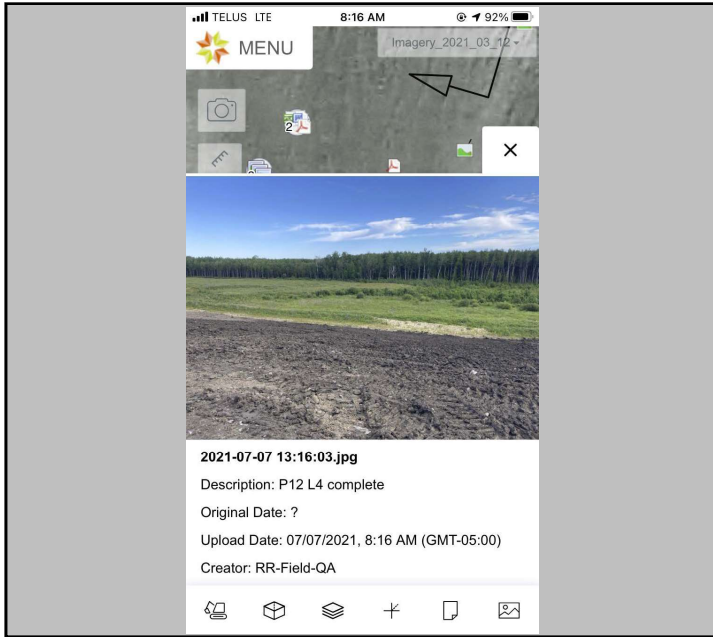 TELUS LTE 8:16 AM 92%
MENU
Imagery_2021_03_12
2
2021-07-07 13:16:03.jpg
Description: P12 L4 complete
Original Date: ?
Upload Date: 07/07/2021, 8:16 AM (GMT-05:00)
Creator: RR-Field-QA